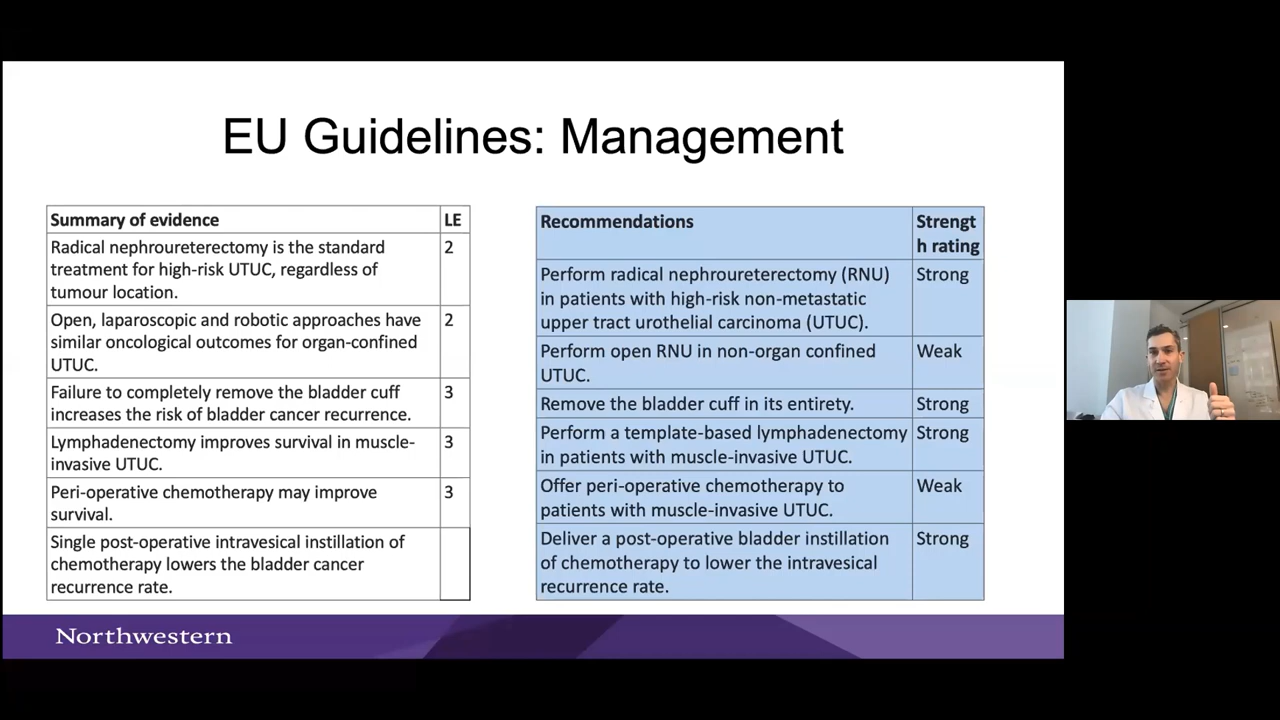 EU Guidelines: Management
Summary of evidence
LE
Radical nephroureterectomy is the standard
treatment for high-risk UTUC, regardless of
tumour location.
2
Open, laparoscopic and robotic approaches have
similar oncological outcomes for organ-confined
UTUC.
2
Failure to completely remove the bladder cuff
increases the risk of bladder cancer recurrence.
3
Lymphadenectomy improves survival in muscle-
invasive UTUC.
3
Peri-operative chemotherapy may improve
survival.
3
Single post-operative intravesical instillation of
chemotherapy lowers the bladder cancer
recurrence rate.
Recommendations
Strengt
h rating
Perform radical nephroureterectomy (RNU)
in patients with high-risk non-metastatic
upper tract urothelial carcinoma (UTUC).
Strong
Perform open RNU in non-organ confined
UTUC.
Weak
Remove the bladder cuff in its entirety.
Strong
Perform a template-based lymphadenectomy
in patients with muscle-invasive UTUC.
Strong
Offer peri-operative chemotherapy to
patients with muscle-invasive UTUC.
Weak
Deliver a post-operative bladder instillation
of chemotherapy to lower the intravesical
recurrence rate.
Strong
Northwestern